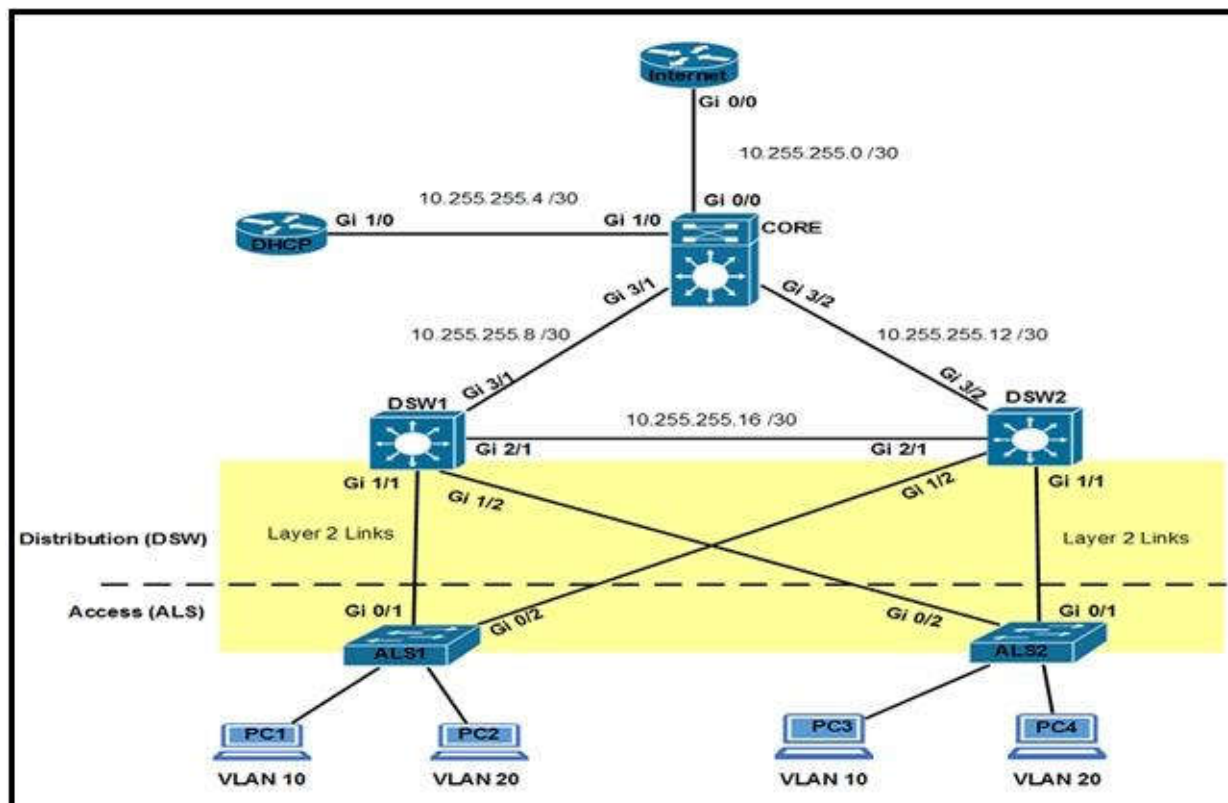 Internet
Gi 0/0
10.255.255.0 /30
10.255.255.4 /30
Gi 0/0
Gi 1/0
Gi 1/0
CORE
DHCP
Gi 3/1
Gi 3/2
10.255.255.8 /30
10.255.255.12 /30
Gi 3/1
Gi 3/2
DSW1
DSW2
10.255.255.16 /30
Gi 2/1
Gi 2/1
Gi 1/1
Gi 1/2
Gi 1/2
Gi 1/1
Distribution (DSW)
Layer 2 Links
Layer 2 Links
Access (ALS)
Gi 0/1
Gi 0/2
Gi 0/2
Gi 0/1
ALS1
ALS2
PC1
PC2
PC3
PC4
VLAN 10
VLAN 20
VLAN 10
VLAN 20